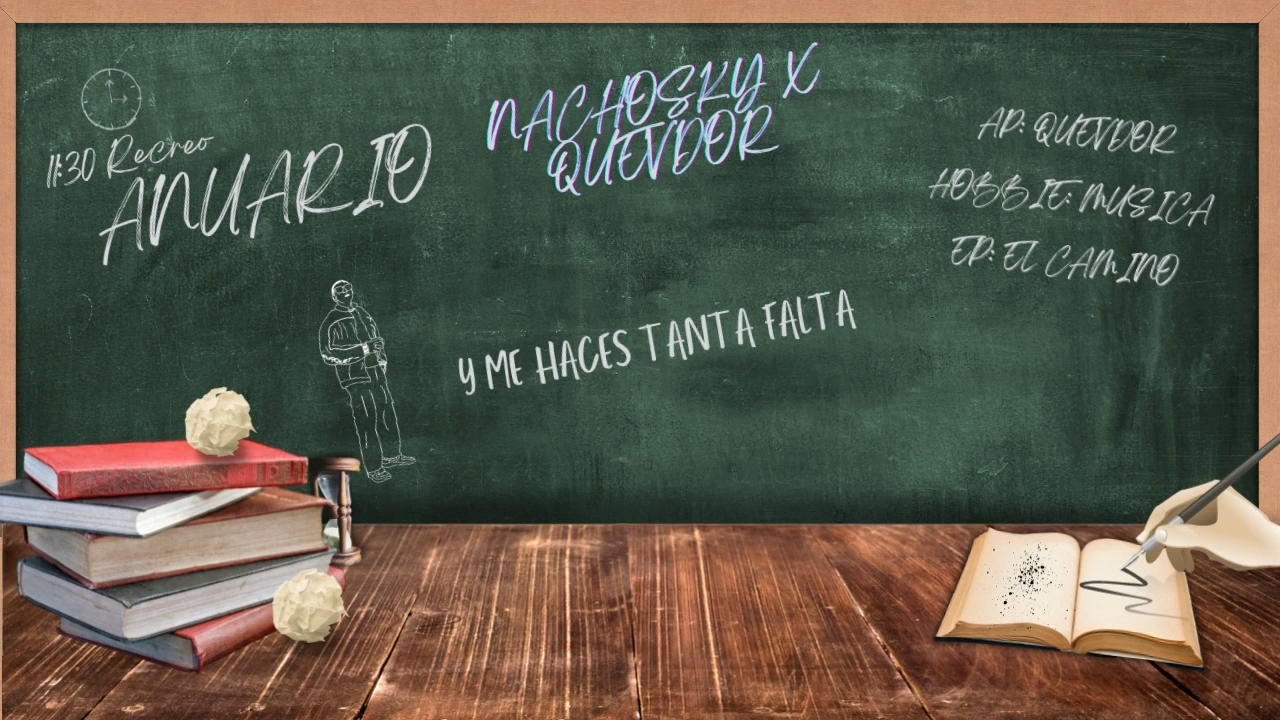 11:30 Recreo
ANUARIO
NACHOSKY X
QUEVDOR
AP: QUEVDOR
HOBBIE: MUSICA
EP: EL CAMINO
Y ME HACES TANTA FALTA